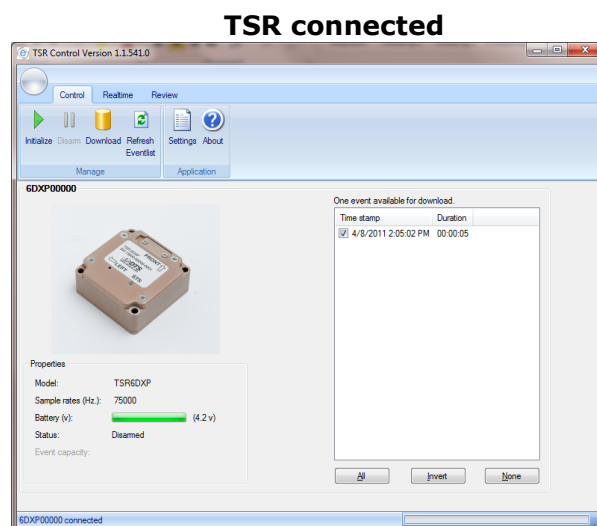 TSR connected
TSR Control Version 1.1.541.0
Control Realtime Review
Initialize Disarm Download Refresh Eventlist Settings About
Manage Application
6DXP00000
One event available for download.
Time stamp Duration
4/8/2011 2:05:02 PM 00:00:05
FRONT
DTS
LEFT
Properties
Model: TSR6DXP
Sample rates (Hz.): 75000
Battery (v): (4.2 v)
Status: Disarmed
Event capacity:
All Invert None
6DXP00000 connected